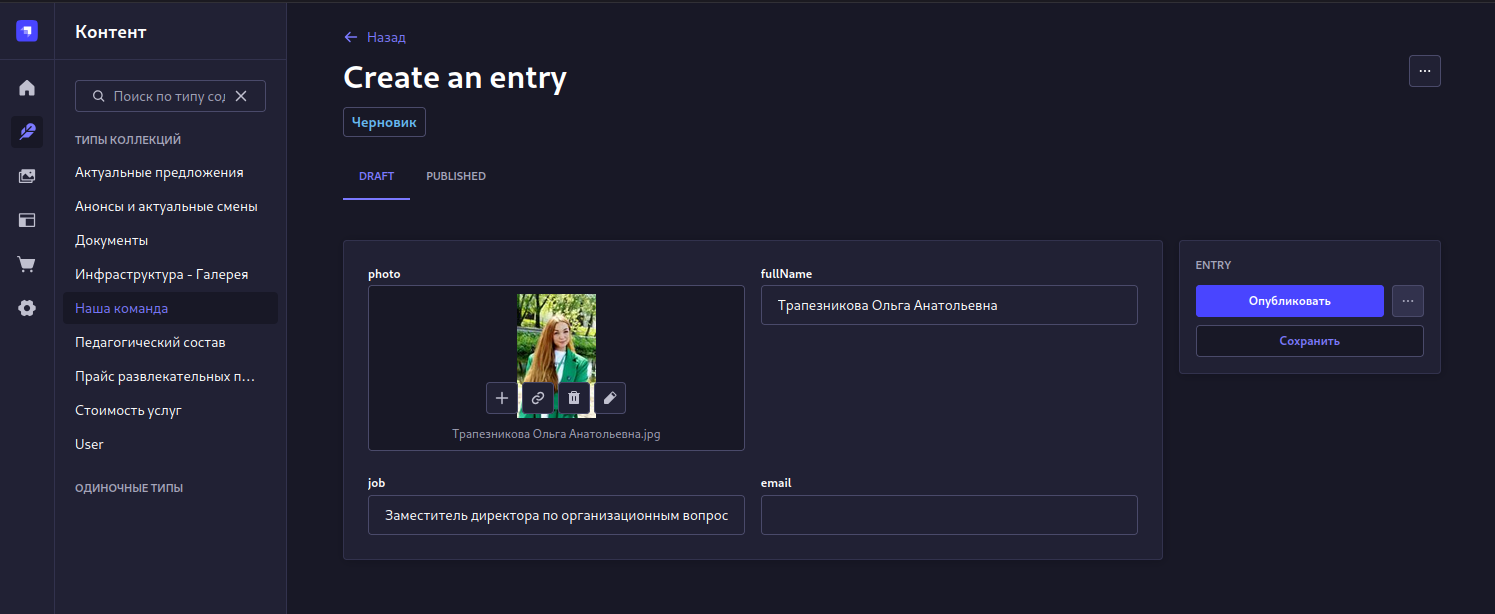 Контент
Поиск по типу сод
ТИПЫ КОЛЛЕКЦИЙ
Актуальные предложения
Анонсы и актуальные смены
Документы
Инфраструктура - Галерея
Наша команда
Педагогический состав
Прайс развлекательных п...
Стоимость услуг
User
ОДИНОЧНЫЕ ТИПЫ
Назад
Create an entry
Черновик
DRAFT
PUBLISHED
photo
Трапезникова Ольга Анатольевна.jpg
fullName
Трапезникова Ольга Анатольевна
job
Заместитель директора по организационным вопрос
email
ENTRY
Опубликовать
Сохранить